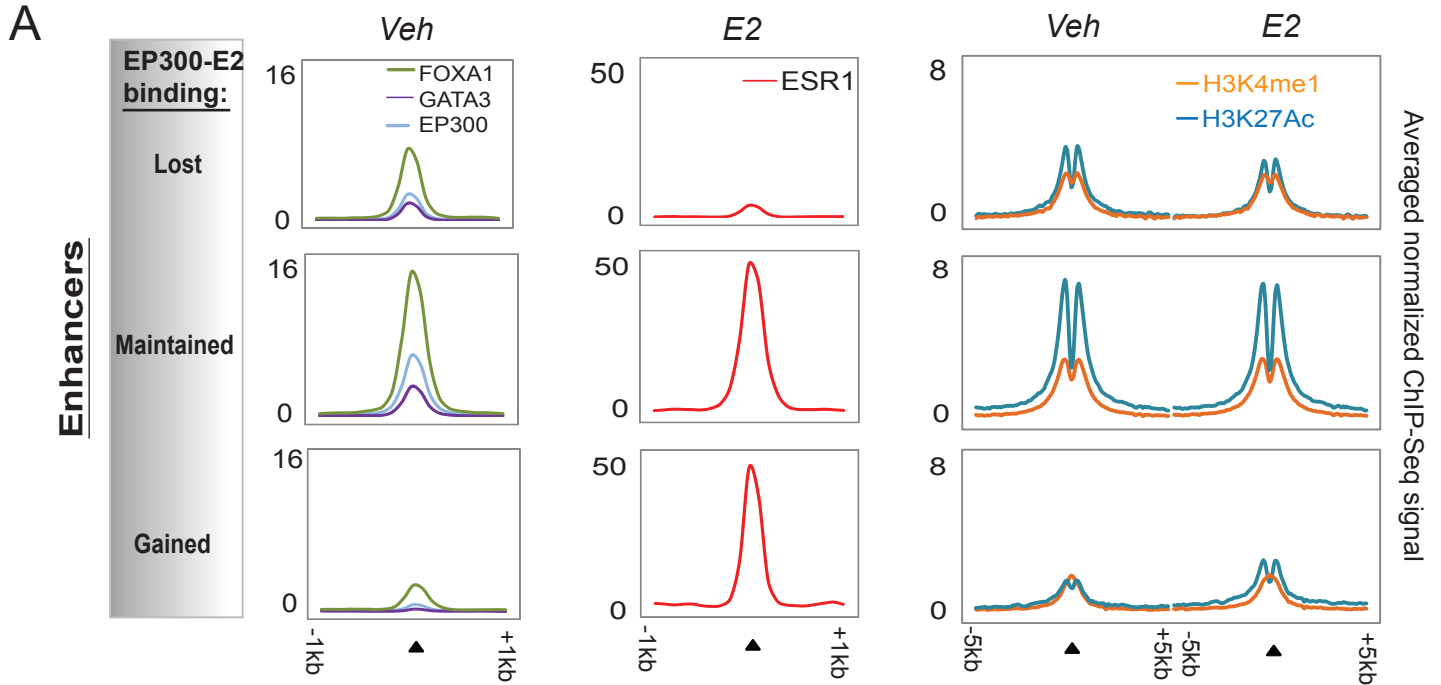 A
Veh
E2
Veh
E2
EP300-E2
binding:
Lost
Maintained
Gained
Enhancers
16
0
FOXA1
GATA3
EP300
50
0
ESR1
8
0
H3K4me1
H3K27Ac
16
0
50
0
8
0
16
0
50
0
8
0
-1kb
+1kb
-1kb
+1kb
-5kb
+5kb
-5kb
+5kb
Averaged normalized ChIP-Seq signal